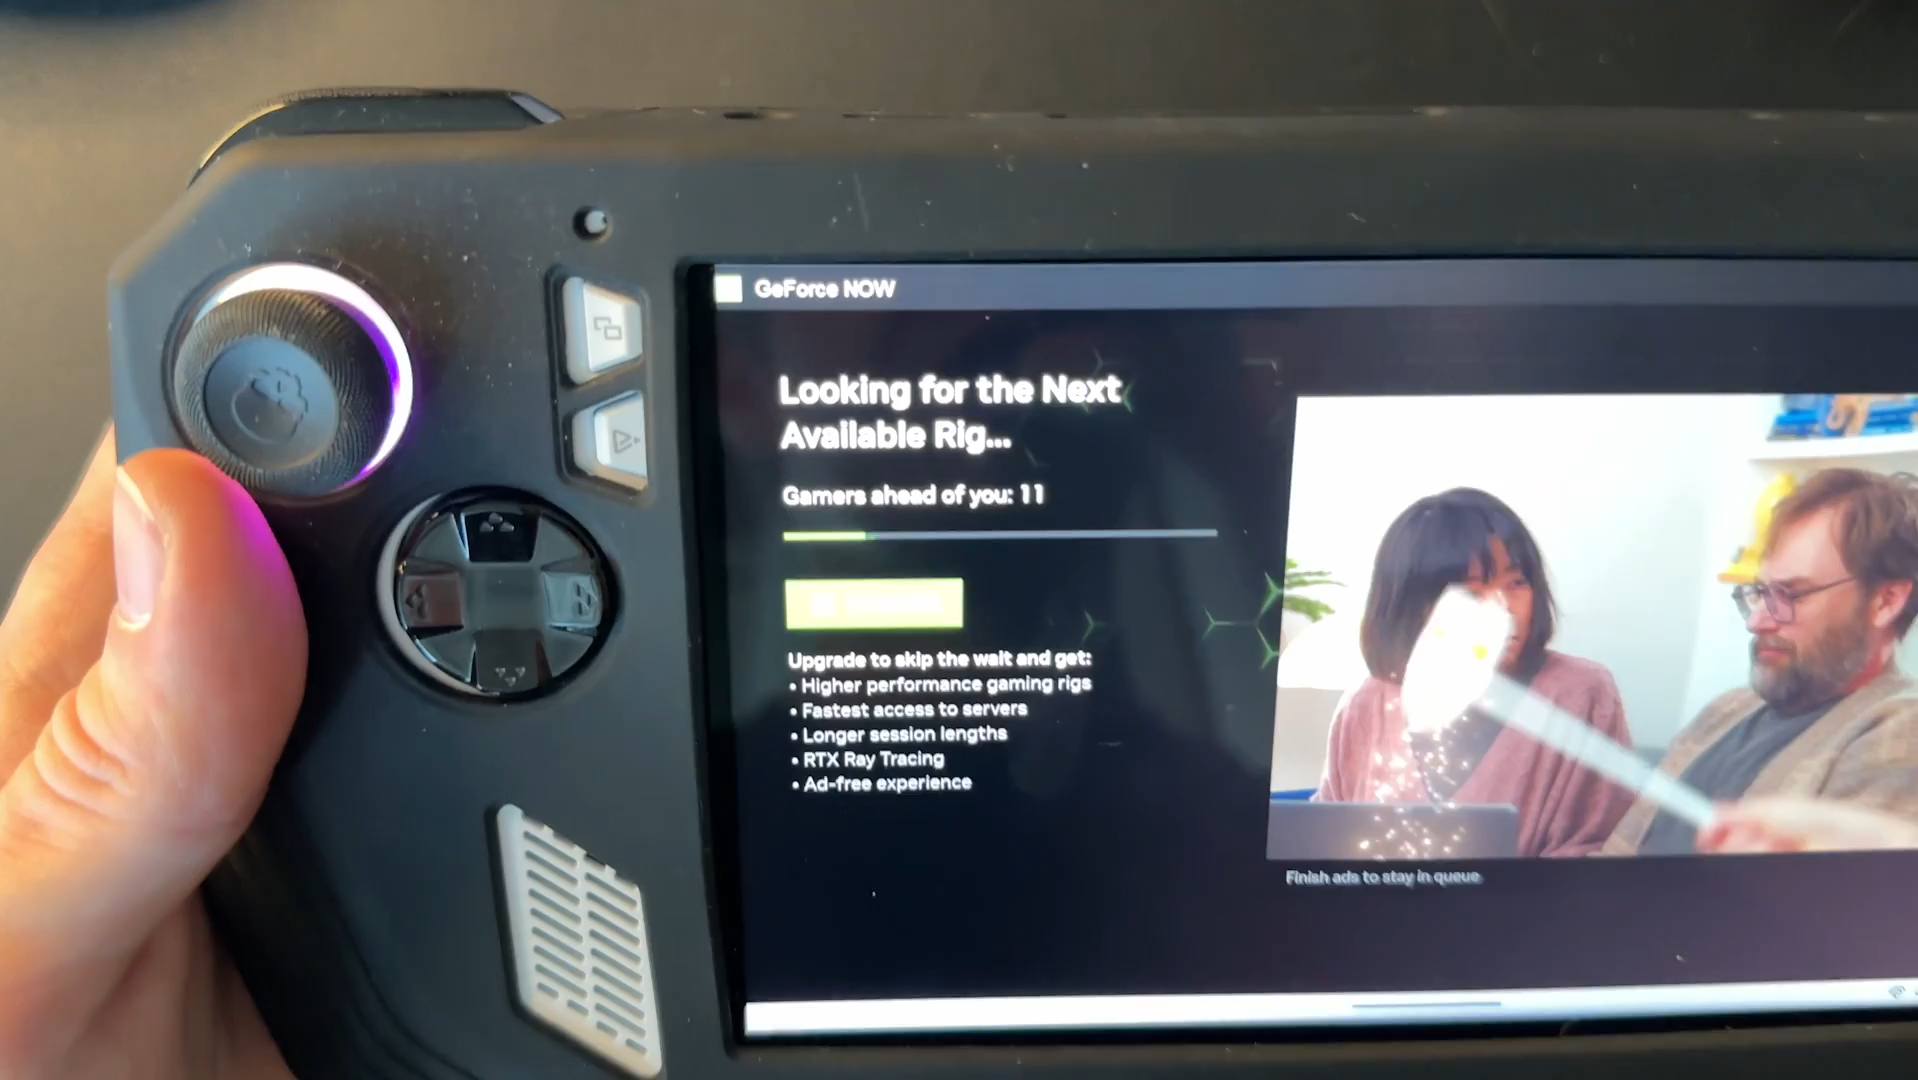 GeForce NOW
Looking for the Next
Available Rig...
Gamers ahead of you: 11
Upgrade to skip the wait and get:
• Higher performance gaming rigs
• Fastest access to servers
• Longer session lengths
• RTX Ray Tracing
• Ad-free experience
Finish ads to stay in queue